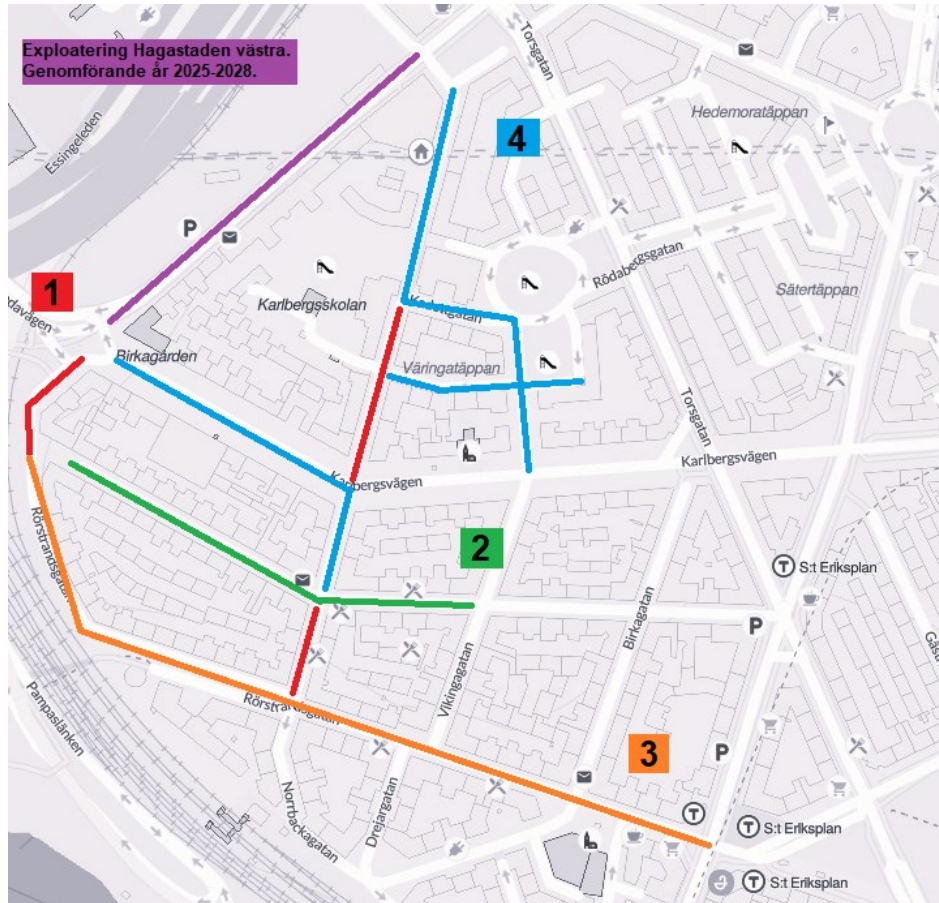 Exploatering Hagastaden västra.
Genomförande år 2025-2028.
Torsgatan
Essingeleden
4
Hedemoratäppan
P
Rödabergsgatan
1
Karlbergsskolan
Sätertäppan
Birkagården
Väringatäppan
Torsgatan
Karlbergsvägen
Karlbergsvägen
2
Rörstrandsgatan
T S:t Eriksplan
Birkagatan
P
Vikingagatan
Pampaslänken
Rörstrandsgatan
3
P
Norrbackagatan
Drejargatan
T
T S:t Eriksplan
T S:t Eriksplan